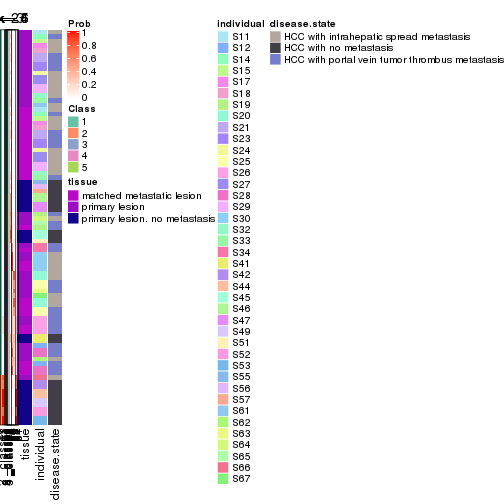 Prob
1
0.8
0.6
0.4
0.2
0
Class
1
2
3
4
5
tissue
matched metastatic lesion
primary lesion
primary lesion. no metastasis
individual
S11
S12
S14
S15
S17
S18
S19
S20
S21
S23
S24
S25
S26
S27
S28
S29
S30
S32
S33
S34
S41
S42
S44
S45
S46
S47
S49
S51
S52
S53
S55
S56
S57
S61
S62
S63
S64
S65
S66
S67
disease.state
HCC with intrahepatic spread metastasis
HCC with no metastasis
HCC with portal vein tumor thrombus metastasis
tissue
individual
disease.state